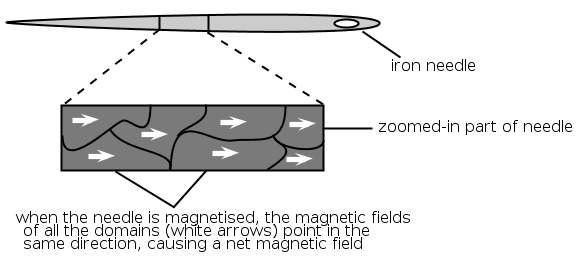 iron needle
zoomed-in part of needle
when the needle is magnetised, the magnetic fields
of all the domains (white arrows) point in the
same direction, causing a net magnetic field